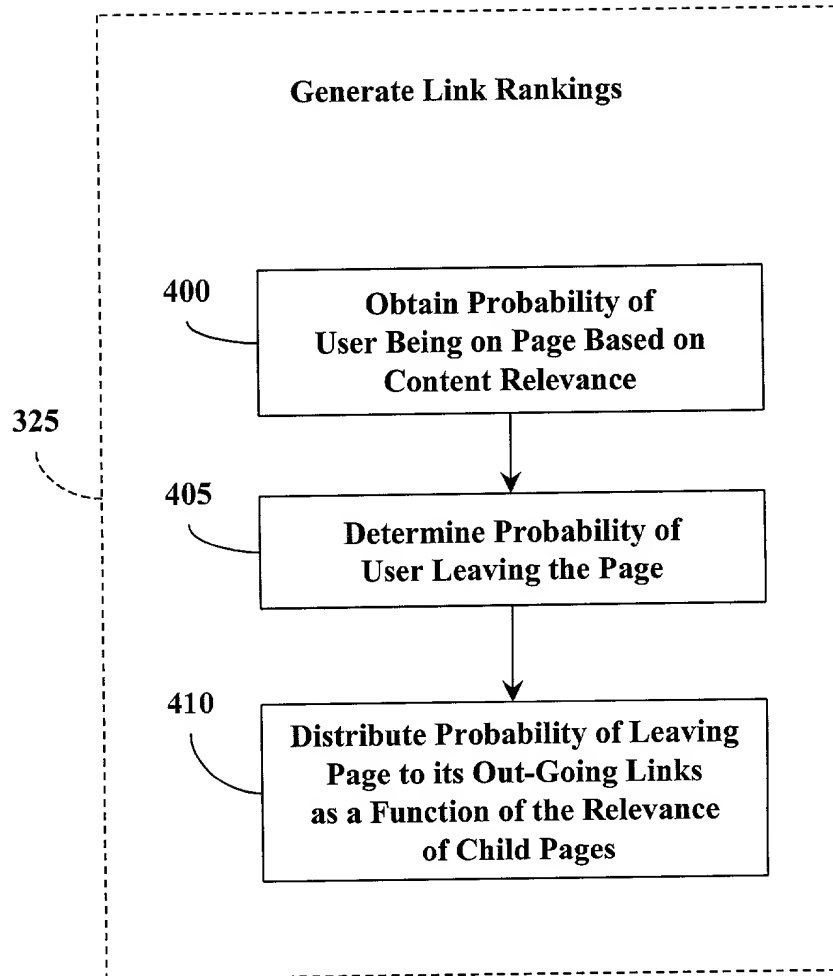 Generate Link Rankings
400
Obtain Probability of
User Being on Page Based on
Content Relevance
325
405
Determine Probability of
User Leaving the Page
410
Distribute Probability of Leaving
Page to its Out-Going Links
as a Function of the Relevance
of Child Pages